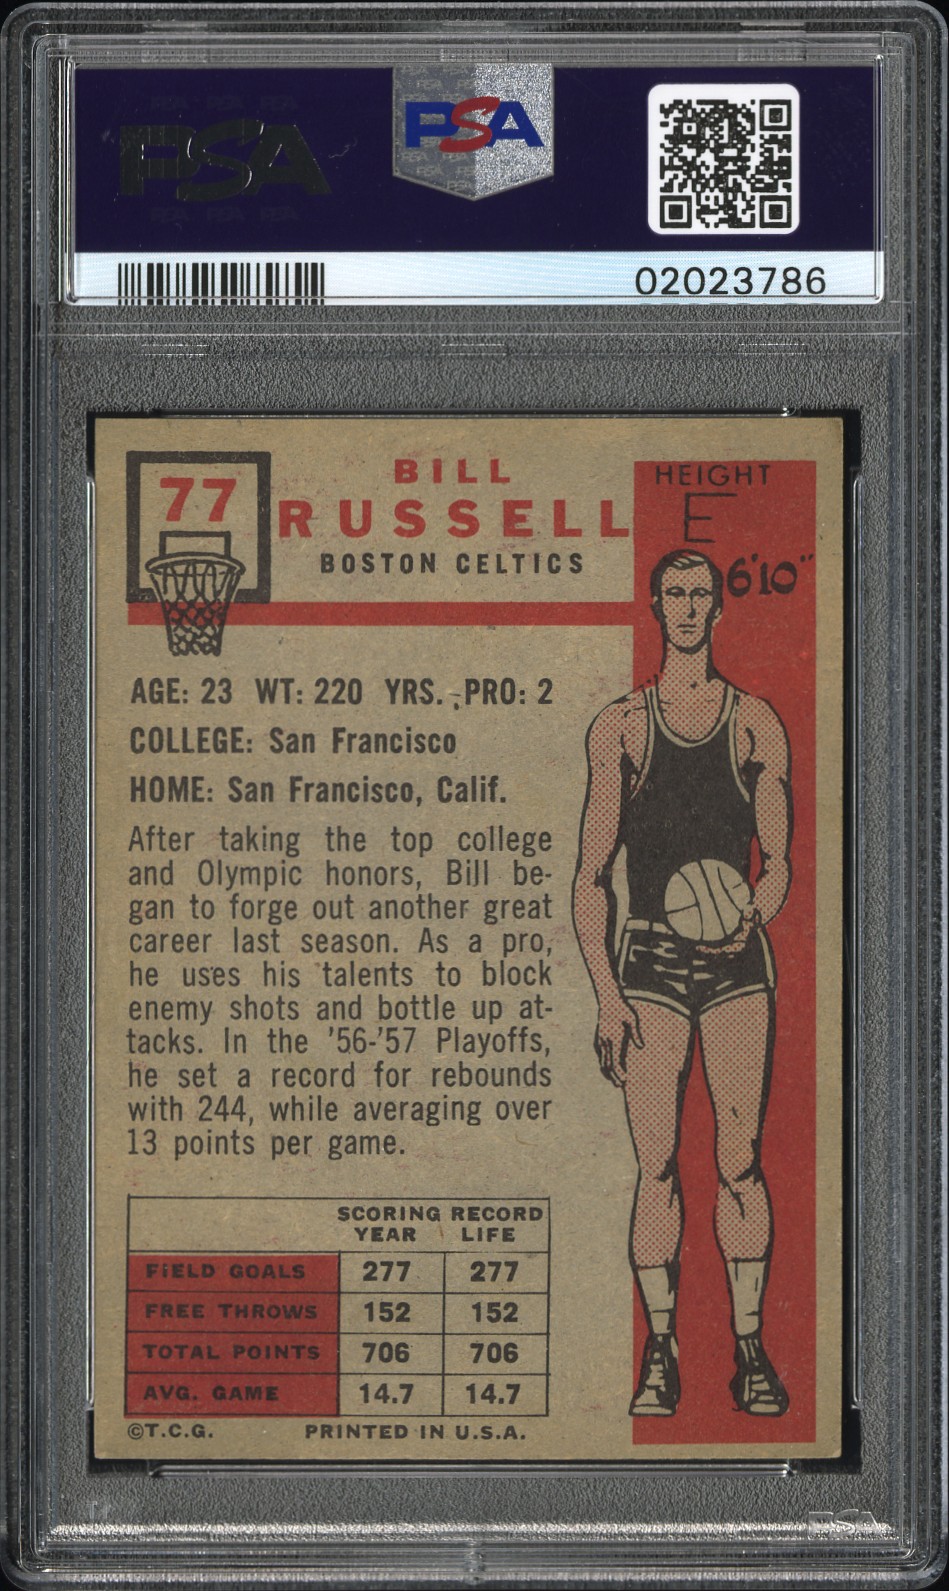 PSA
PSA
02023786
77
BILL
RUSSELL
BOSTON CELTICS
HEIGHT
E
6'10"
AGE: 23 WT: 220 YRS. PRO: 2
COLLEGE: San Francisco
HOME: San Francisco, Calif.
After taking the top college
and Olympic honors, Bill be-
gan to forge out another great
career last season. As a pro,
he uses his talents to block
enemy shots and bottle up at-
tacks. In the '56-'57 Playoffs,
he set a record for rebounds
with 244, while averaging over
13 points per game.
SCORING RECORD
YEAR LIFE
FIELD GOALS 277 277
FREE THROWS 152 152
TOTAL POINTS 706 706
AVG. GAME 14.7 14.7
©T.C.G. PRINTED IN U.S.A.
PSA